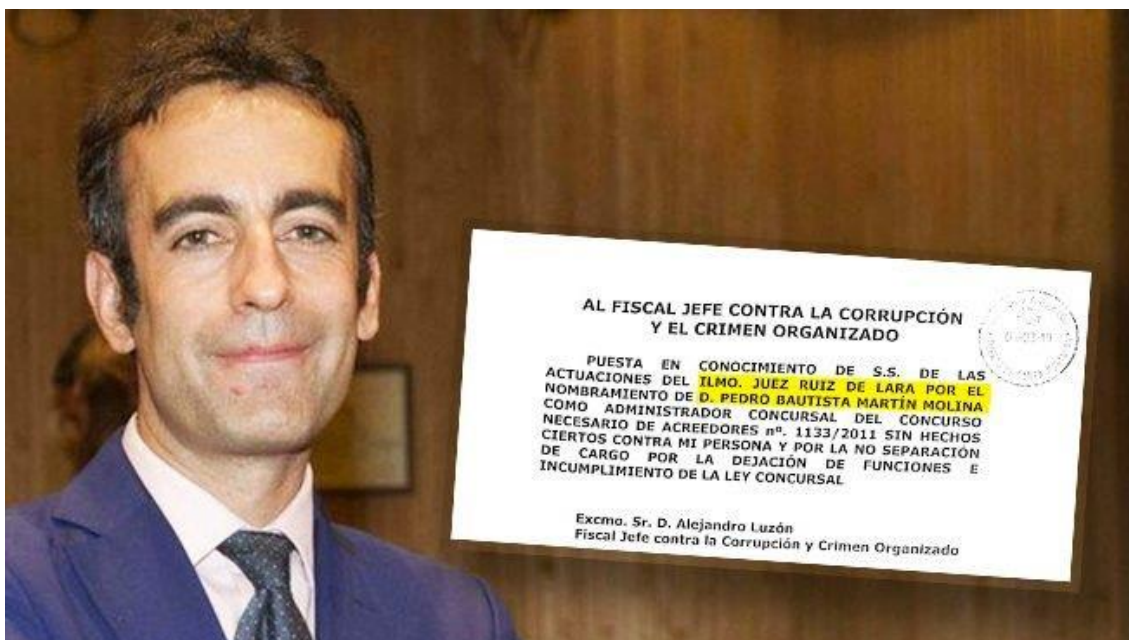 AL FISCAL JEFE CONTRA LA CORRUPCIÓN
Y EL CRIMEN ORGANIZADO
PUESTA EN CONOCIMIENTO DE S.S. DE LAS
ACTUACIONES DEL ILMO. JUEZ RUIZ DE LARA POR EL
NOMBRAMIENTO DE D. PEDRO BAUTISTA MARTÍN MOLINA
COMO ADMINISTRADOR CONCURSAL DEL CONCURSO
NECESARIO DE ACREEDORES nº. 1133/2011 SIN HECHOS
CIERTOS CONTRA MI PERSONA Y POR LA NO SEPARACIÓN
DE CARGO POR LA DEJACIÓN DE FUNCIONES E
INCUMPLIMIENTO DE LA LEY CONCURSAL
Excmo. Sr. D. Alejandro Luzón
Fiscal Jefe contra la Corrupción y Crimen Organizado